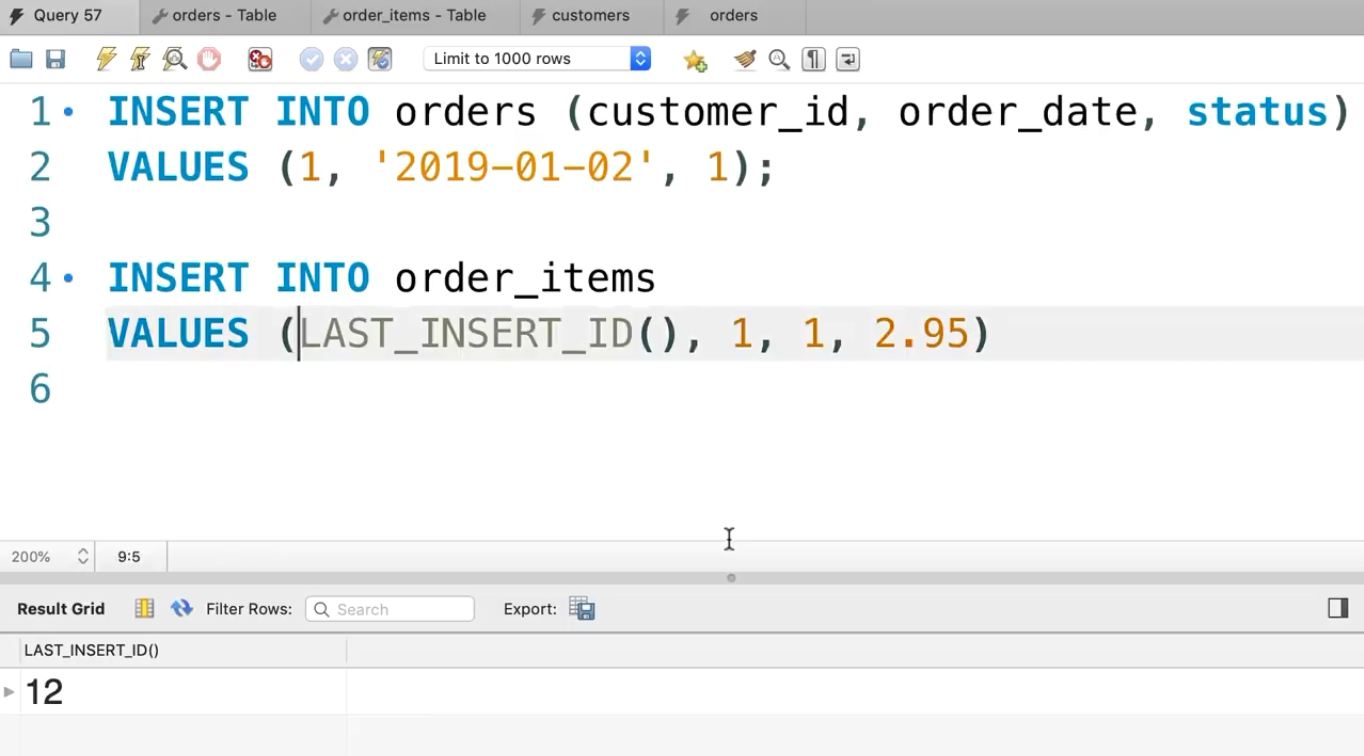 Query 57 orders - Table order_items - Table customers orders
Limit to 1000 rows
1 INSERT INTO orders (customer_id, order_date, status)
2 VALUES (1, '2019-01-02', 1);
3
4 INSERT INTO order_items
5 VALUES (LAST_INSERT_ID(), 1, 1, 2.95)
6
200% 9:5
Result Grid Filter Rows: Search Export:
LAST_INSERT_ID()
12